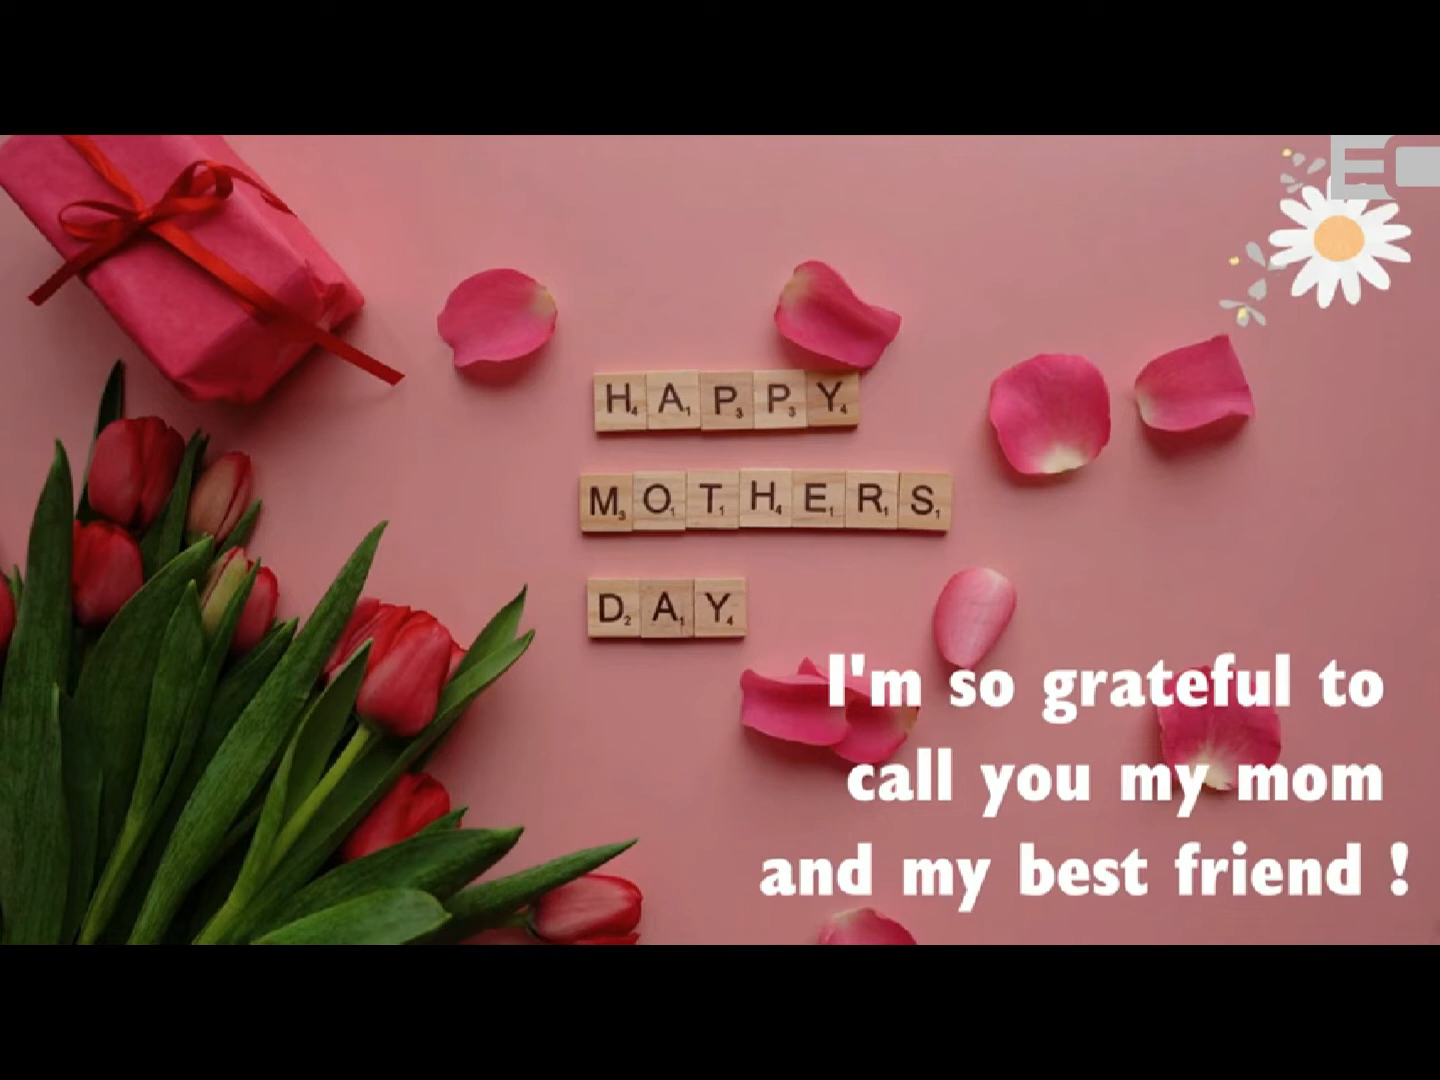 HAPPY
MOTHERS
DAY
I'm so grateful to
call you my mom
and my best friend !